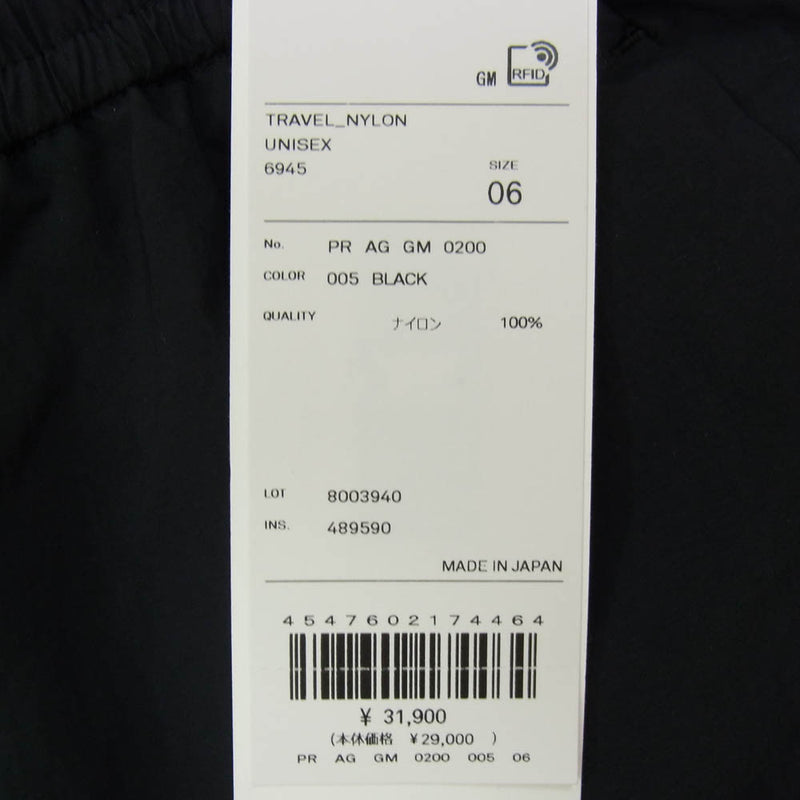 GM RFID
TRAVEL_NYLON
UNISEX
6945 SIZE
06
No. PR AG GM 0200
COLOR 005 BLACK
QUALITY ナイロン 100%
LOT 8003940
INS. 489590
MADE IN JAPAN
4547602174464
¥ 31,900
(本体価格 ¥29,000 )
PR AG GM 0200 005 06